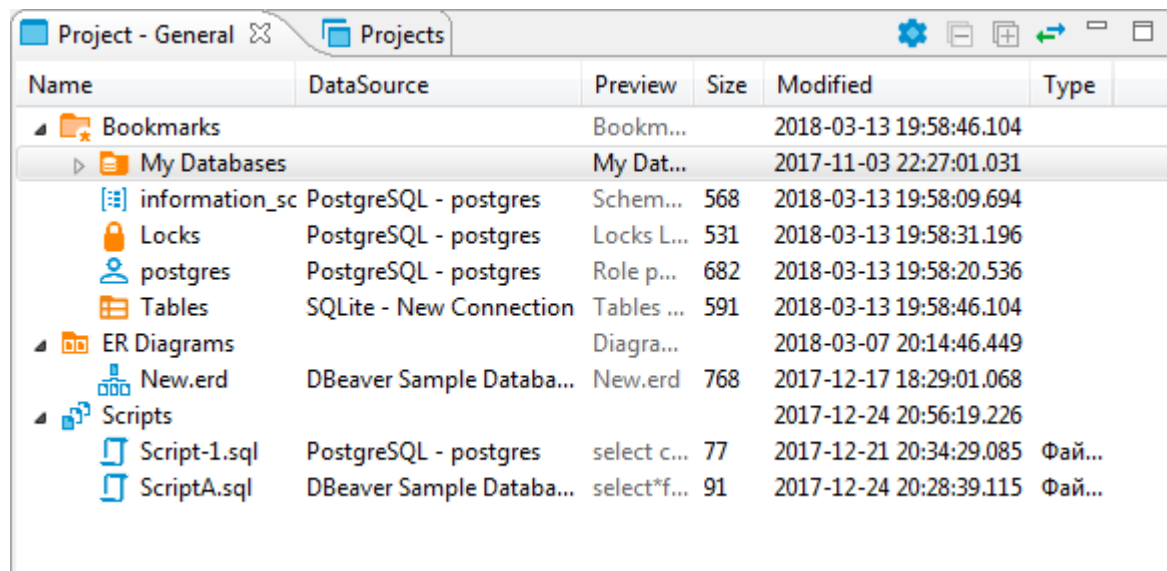 Project - General Projects
Name DataSource Preview Size Modified Type
Bookmarks Bookm... 2018-03-13 19:58:46.104
My Databases My Dat... 2017-11-03 22:27:01.031
information_sc PostgreSQL - postgres Schem... 568 2018-03-13 19:58:09.694
Locks PostgreSQL - postgres Locks L... 531 2018-03-13 19:58:31.196
postgres PostgreSQL - postgres Role p... 682 2018-03-13 19:58:20.536
Tables SQLite - New Connection Tables ... 591 2018-03-13 19:58:46.104
ER Diagrams Diagra... 2018-03-07 20:14:46.449
New.erd DBeaver Sample Databa... New.erd 768 2017-12-17 18:29:01.068
Scripts 2017-12-24 20:56:19.226
Script-1.sql PostgreSQL - postgres select c... 77 2017-12-21 20:34:29.085 Фай...
ScriptA.sql DBeaver Sample Databa... select*f... 91 2017-12-24 20:28:39.115 Фай...